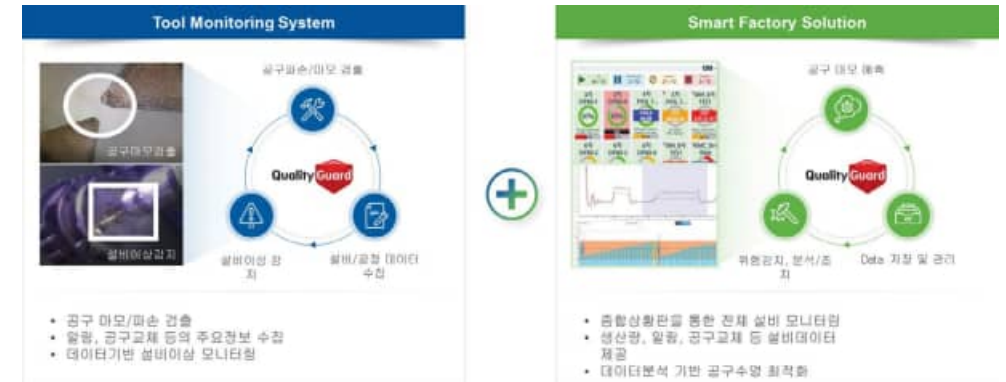 Tool Monitoring System
공구파손/마모 검출
공구마모검출
Quality Guard
설비이상감지
설비이상 감
지
설비/공정 데이터
수집
• 공구 마모/파손 검출
• 알람, 공구교체 등의 주요정보 수집
• 데이터기반 설비이상 모니터링
Smart Factory Solution
공구 마모 예측
Quality Guard
위험감지, 분석/조
치
Data 저장 및 관리
• 종합상황판을 통한 전체 설비 모니터링
• 생산량, 알람, 공구교체 등 설비데이터
제공
• 데이터분석 기반 공구수명 최적화